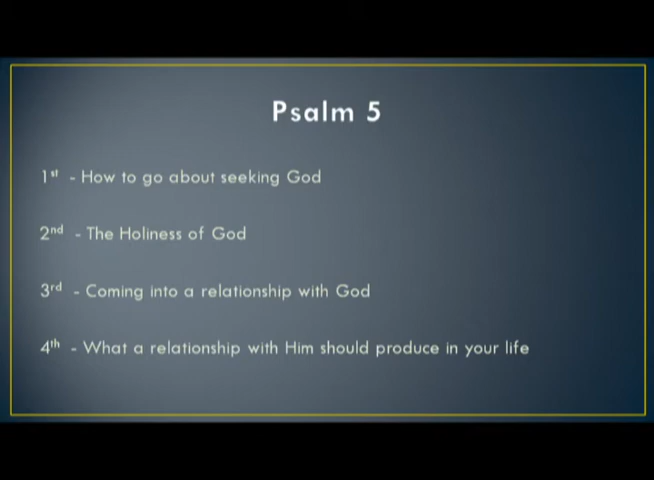 Psalm 5
1st - How to go about seeking God
2nd - The Holiness of God
3rd - Coming into a relationship with God
4th - What a relationship with Him should produce in your life